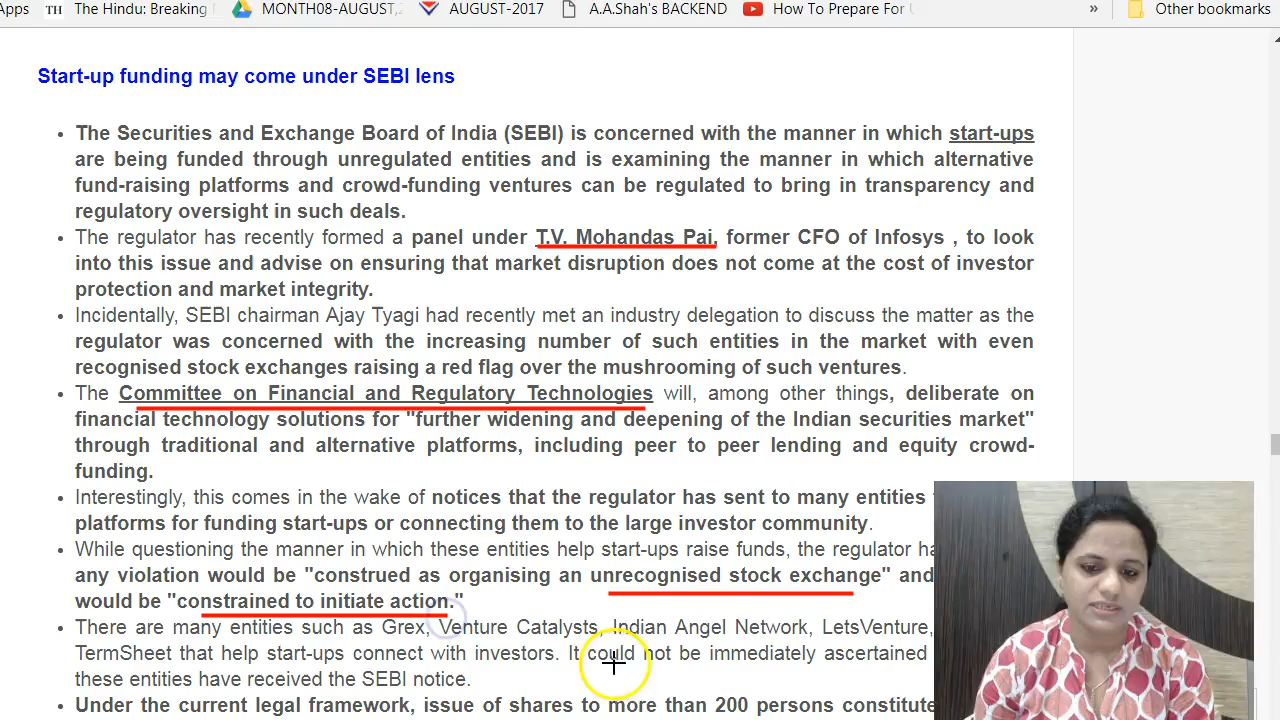 Apps TH The Hindu: Breaking MONTH08-AUGUST, AUGUST-2017 A.A.Shah's BACKEND How To Prepare For » Other bookmarks
Start-up funding may come under SEBI lens
• The Securities and Exchange Board of India (SEBI) is concerned with the manner in which start-ups
are being funded through unregulated entities and is examining the manner in which alternative
fund-raising platforms and crowd-funding ventures can be regulated to bring in transparency and
regulatory oversight in such deals.
• The regulator has recently formed a panel under T.V. Mohandas Pai, former CFO of Infosys , to look
into this issue and advise on ensuring that market disruption does not come at the cost of investor
protection and market integrity.
• Incidentally, SEBI chairman Ajay Tyagi had recently met an industry delegation to discuss the matter as the
regulator was concerned with the increasing number of such entities in the market with even
recognised stock exchanges raising a red flag over the mushrooming of such ventures.
• The Committee on Financial and Regulatory Technologies will, among other things, deliberate on
financial technology solutions for "further widening and deepening of the Indian securities market"
through traditional and alternative platforms, including peer to peer lending and equity crowd-
funding.
• Interestingly, this comes in the wake of notices that the regulator has sent to many entities
platforms for funding start-ups or connecting them to the large investor community.
• While questioning the manner in which these entities help start-ups raise funds, the regulator
any violation would be "construed as organising an unrecognised stock exchange" and
would be "constrained to initiate action."
• There are many entities such as Grex, Venture Catalysts, Indian Angel Network, LetsVenture,
TermSheet that help start-ups connect with investors. It could not be immediately ascertained
these entities have received the SEBI notice.
• Under the current legal framework, issue of shares to more than 200 persons